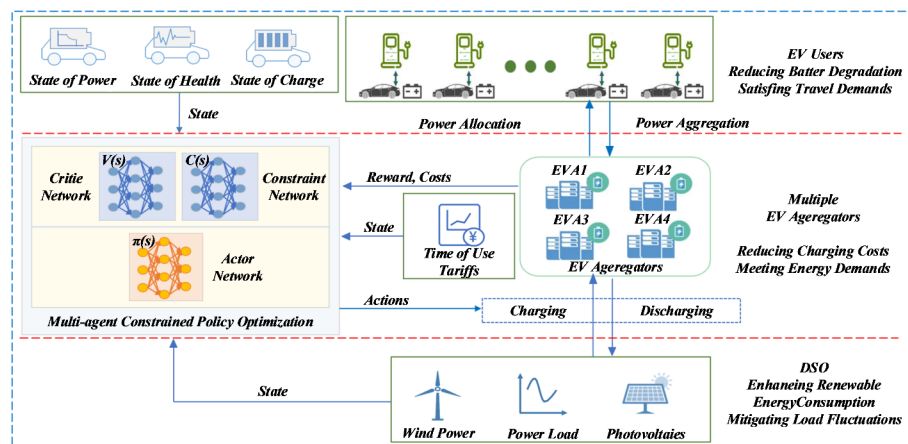 State of Power
State of Health
State of Charge
EV Users
Reducing Batter Degradation
Satisfying Travel Demands
State
Power Allocation
Power Aggregation
V(s)
C(s)
Critie
Network
Constraint
Network
π(s)
Actor
Network
Multi-agent Constrained Policy Optimization
Reward, Costs
State
¥
Time of Use
Tariffs
Actions
EVA1
EVA2
EVA3
EVA4
EV Ageregators
Charging
Discharging
Multiple
EV Ageregators
Reducing Charging Costs
Meeting Energy Demands
State
Wind Power
Power Load
Photovoltaies
DSO
Enhaneing Renewable
EnergyConsumption
Mitigating Load Fluctuations